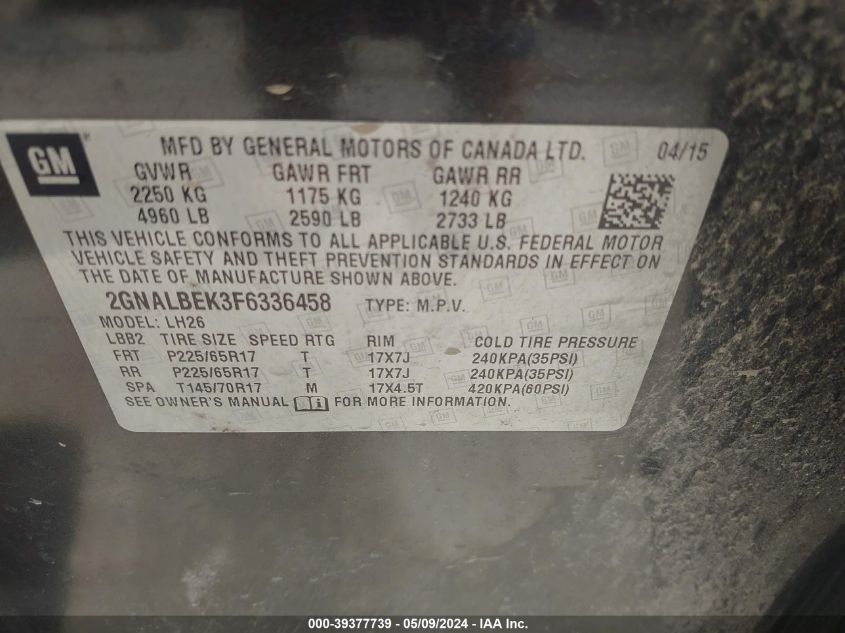 GM
MFD BY GENERAL MOTORS OF CANADA LTD. 04/15
GVWR GAWR FRT GAWR RR
2250 KG 1175 KG 1240 KG
4960 LB 2590 LB 2733 LB
THIS VEHICLE CONFORMS TO ALL APPLICABLE U.S. FEDERAL MOTOR
VEHICLE SAFETY AND THEFT PREVENTION STANDARDS IN EFFECT ON
THE DATE OF MANUFACTURE SHOWN ABOVE.
2GNALBEK3F6336458 TYPE: M.P.V.
MODEL: LH26
LBB2 TIRE SIZE SPEED RTG RIM COLD TIRE PRESSURE
FRT P225/65R17 T 17X7J 240KPA(35PSI)
RR P225/65R17 T 17X7J 240KPA(35PSI)
SPA T145/70R17 M 17X4.5T 420KPA(60PSI)
SEE OWNER'S MANUAL FOR MORE INFORMATION.
000-39377739 - 05/09/2024 - IAA Inc.